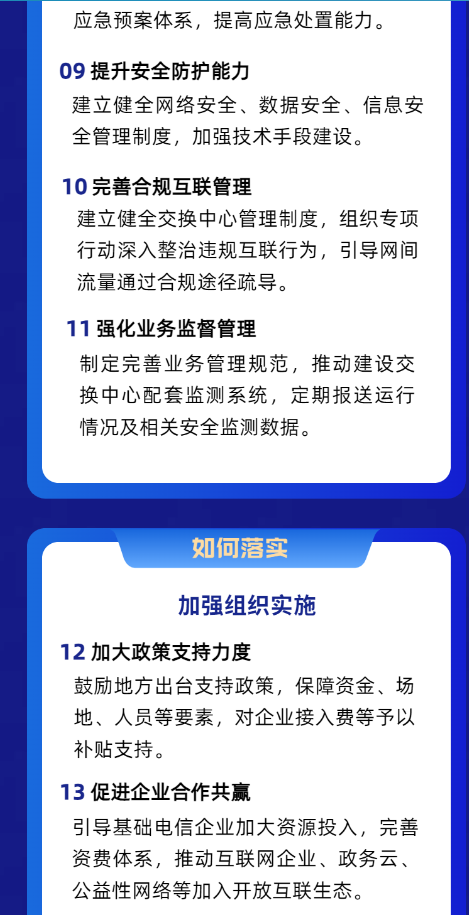 应急预案体系，提高应急处置能力。
09 提升安全防护能力
建立健全网络安全、数据安全、信息安
全管理制度，加强技术手段建设。
10 完善合规互联管理
建立健全交换中心管理制度，组织专项
行动深入整治违规互联行为，引导网间
流量通过合规途径疏导。
11 强化业务监督管理
制定完善业务管理规范，推动建设交
换中心配套监测系统，定期报送运行
情况及相关安全监测数据。
如何落实
加强组织实施
12 加大政策支持力度
鼓励地方出台支持政策，保障资金、场
地、人员等要素，对企业接入费等予以
补贴支持。
13 促进企业合作共赢
引导基础电信企业加大资源投入，完善
资费体系，推动互联网企业、政务云、
公益性网络等加入开放互联生态。